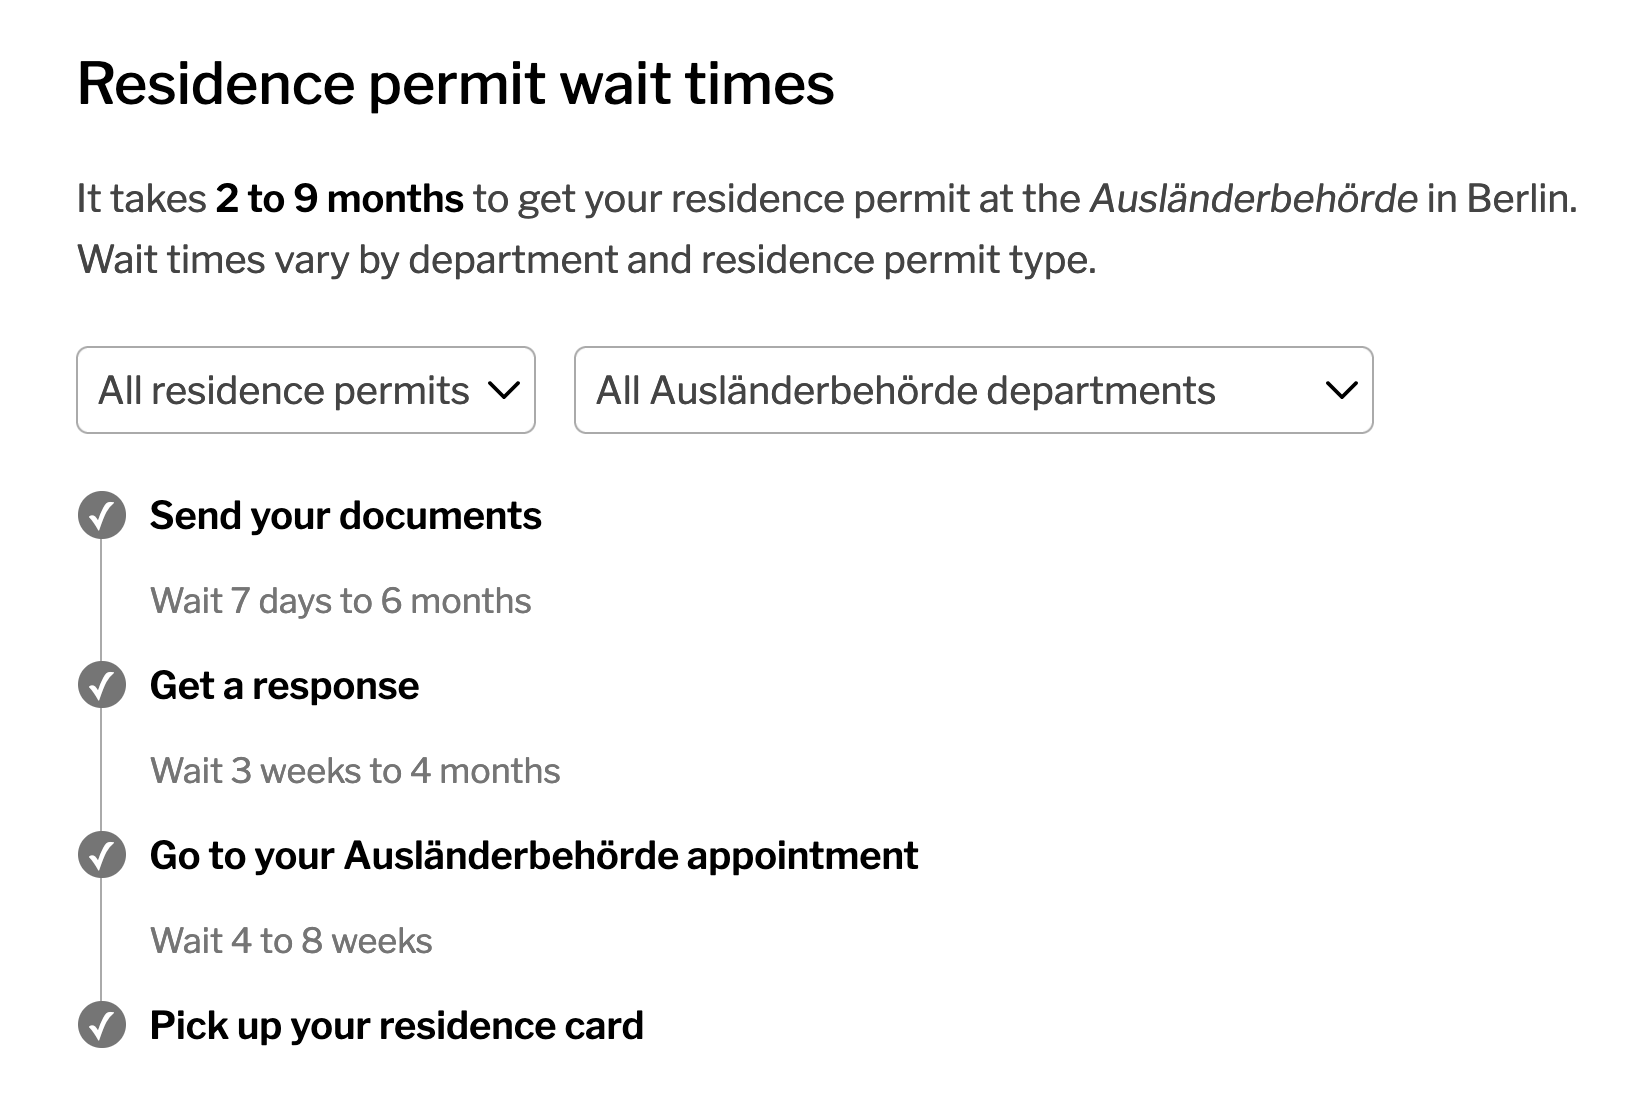 Residence permit wait times
It takes 2 to 9 months to get your residence permit at the Ausländerbehörde in Berlin.
Wait times vary by department and residence permit type.
All residence permits
All Ausländerbehörde departments
Send your documents
Wait 7 days to 6 months
Get a response
Wait 3 weeks to 4 months
Go to your Ausländerbehörde appointment
Wait 4 to 8 weeks
Pick up your residence card